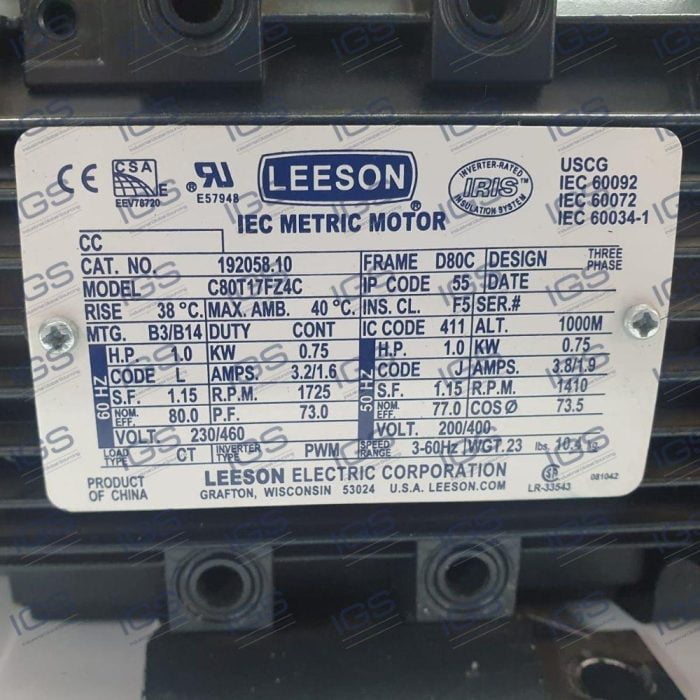 CE CSA E EEV78720 ® UR E57948 LEESON ® INVERTER-RATED IRIS INSULATION SYSTEM USCG
IEC 60092
IEC 60072
IEC 60034-1
IEC METRIC MOTOR
CC
CAT. NO. 192058.10 FRAME D80C DESIGN THREE PHASE
MODEL C80T17FZ4C IP CODE 55 DATE
RISE 38 °C. MAX. AMB. 40 °C. INS. CL. F5 SER.#
MTG. B3/B14 DUTY CONT IC CODE 411 ALT. 1000M
60 HZ H.P. 1.0 KW 0.75 50 HZ H.P. 1.0 KW 0.75
CODE L AMPS. 3.2/1.6 CODE J AMPS. 3.8/1.9
S.F. 1.15 R.P.M. 1725 S.F. 1.15 R.P.M. 1410
NOM. EFF. 80.0 P.F. 73.0 NOM. EFF. 77.0 COS Ø 73.5
VOLT. 230/460 VOLT. 200/400
LOAD TYPE CT INVERTER TYPE PWM SPEED RANGE 3-60Hz WGT. 23 lbs. 10.4 kg
PRODUCT OF CHINA LEESON ELECTRIC CORPORATION
GRAFTON, WISCONSIN 53024 U.S.A. LEESON.COM
LR-33543 081042
IGS